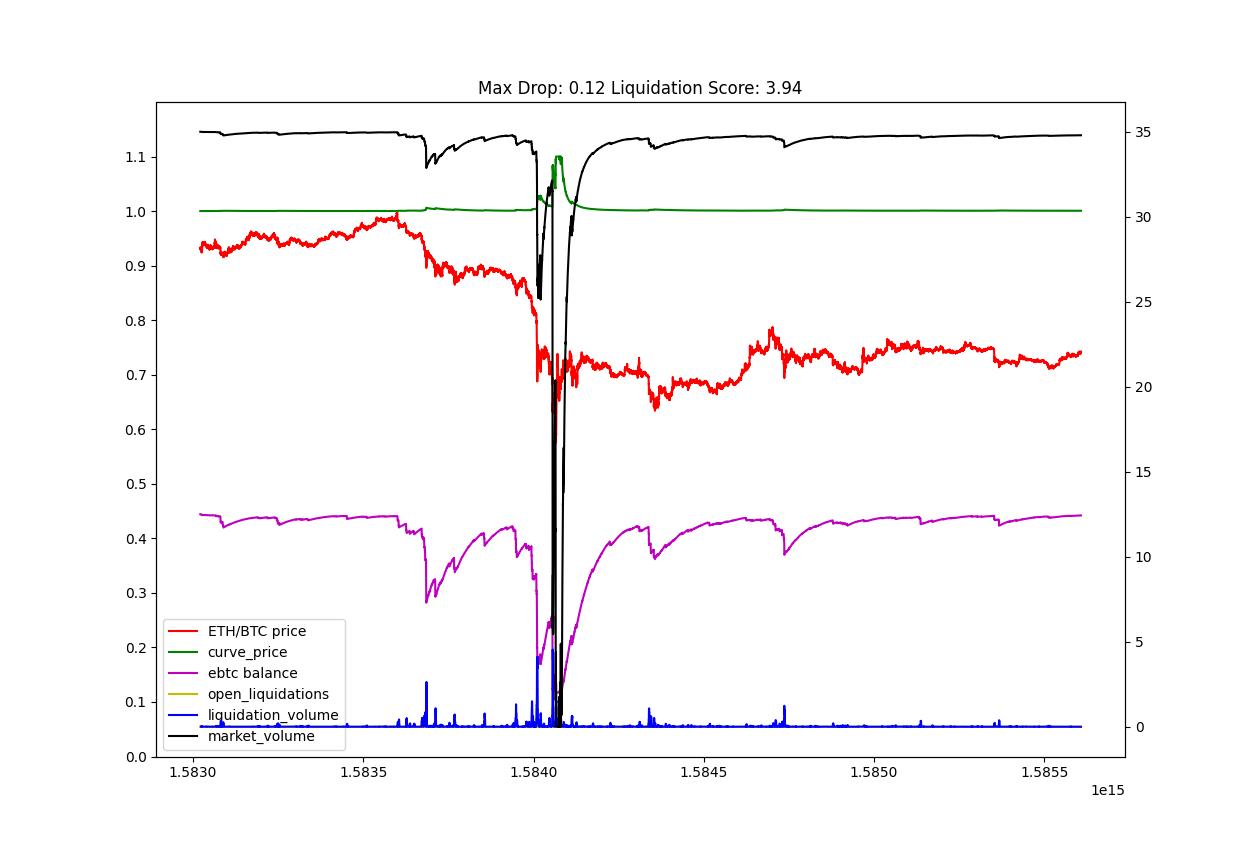 Max Drop: 0.12 Liquidation Score: 3.94
1.1
1.0
0.9
0.8
0.7
0.6
0.5
0.4
0.3
0.2
0.1
0.0
35
30
25
20
15
10
5
0
ETH/BTC price
curve_price
ebtc balance
open_liquidations
liquidation_volume
market_volume
1.5830 1.5835 1.5840 1.5845 1.5850 1.5855
1e15